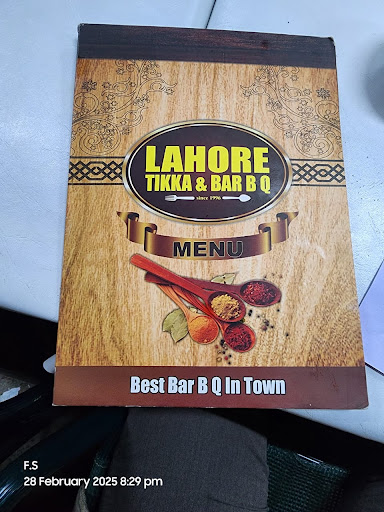 LAHORE
TIKKA & BAR B Q
since 1996
MENU
Best Bar B Q In Town
F.S
28 February 2025 8:29 pm